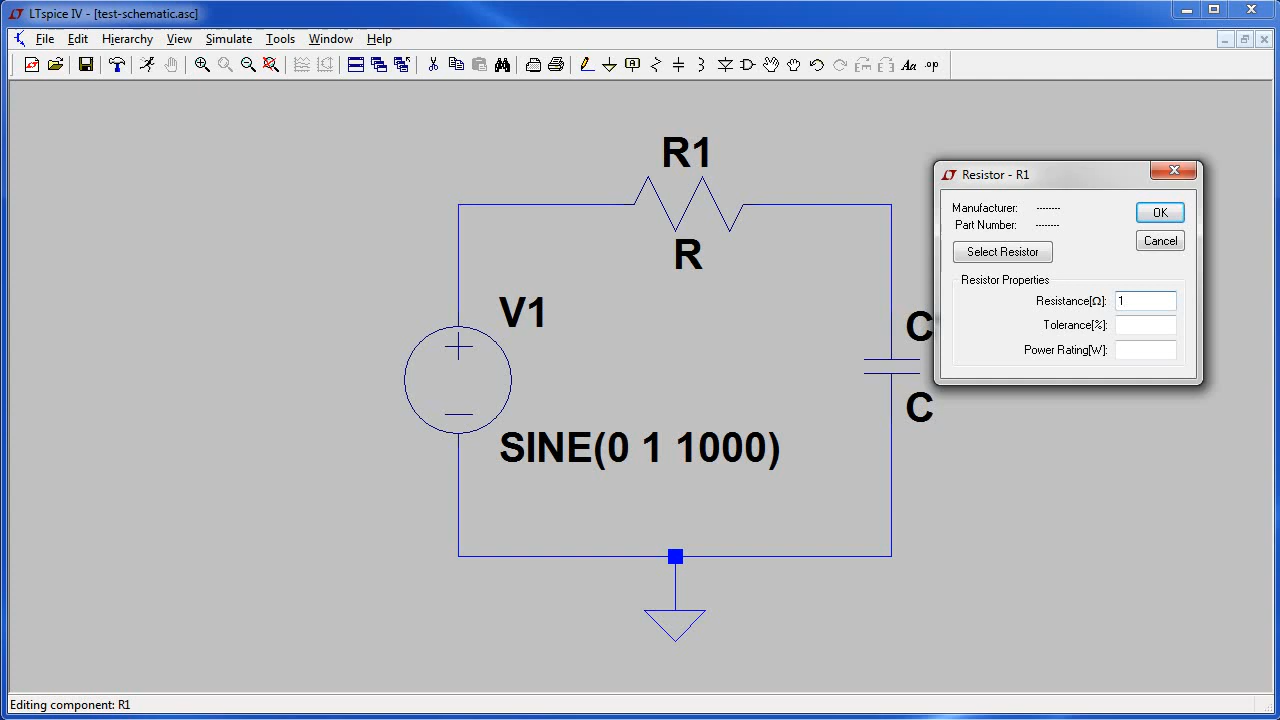 LTspice IV - [test-schematic.asc]
File Edit Hierarchy View Simulate Tools Window Help
Aa .op
R1
R
V1
SINE(0 1 1000)
C
C
Resistor - R1
Manufacturer: --------
Part Number: --------
OK
Cancel
Select Resistor
Resistor Properties
Resistance[Ω]: 1
Tolerance[%]:
Power Rating[W]:
Editing component: R1